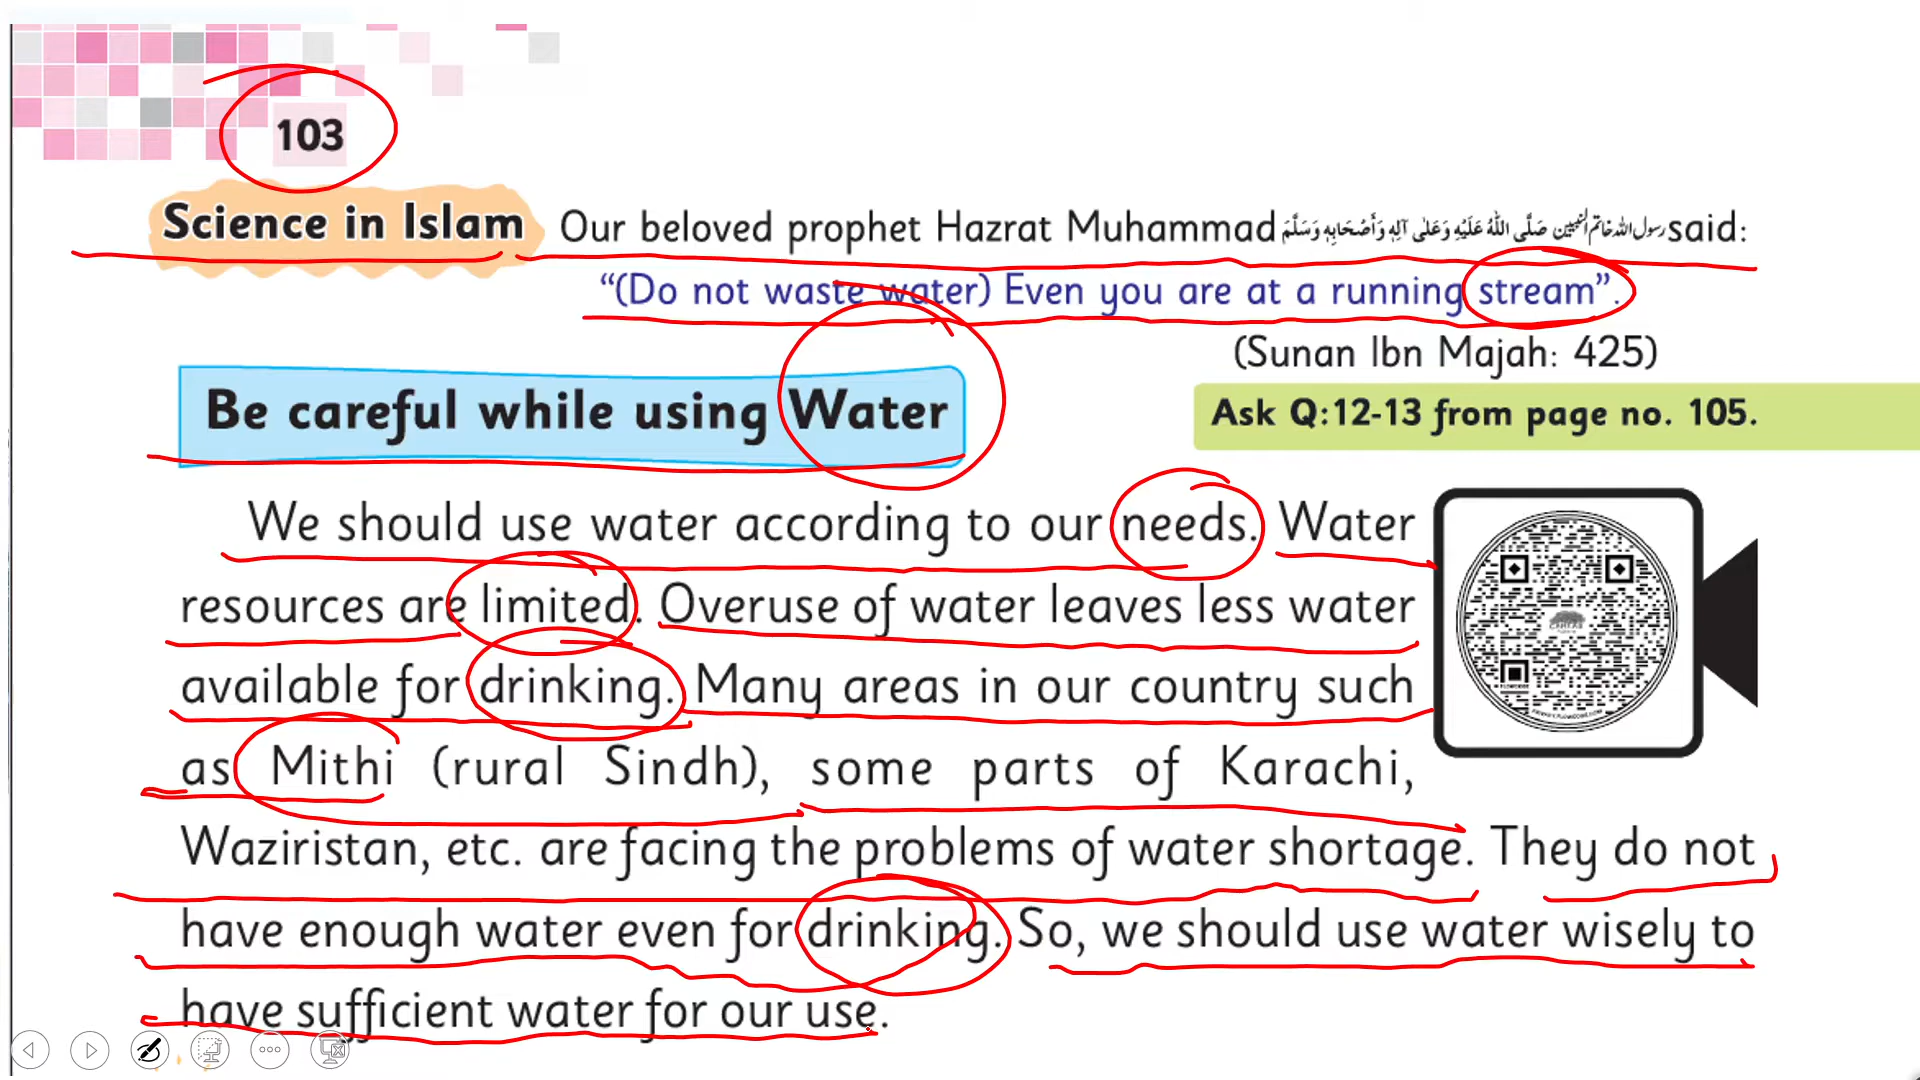 103
Science in Islam Our beloved prophet Hazrat Muhammad رسول اللہ خاتم النبیین صَلَّی اللّٰهُ عَلَیْهِ وَعَلٰی آلِهٖ وَأَصْحَابِهٖ وَسَلَّمَ said:
“(Do not waste water) Even you are at a running stream”.
(Sunan Ibn Majah: 425)
Be careful while using Water
Ask Q:12-13 from page no. 105.
We should use water according to our needs. Water
resources are limited. Overuse of water leaves less water
available for drinking. Many areas in our country such
as Mithi (rural Sindh), some parts of Karachi,
Waziristan, etc. are facing the problems of water shortage. They do not
have enough water even for drinking. So, we should use water wisely to
have sufficient water for our use.